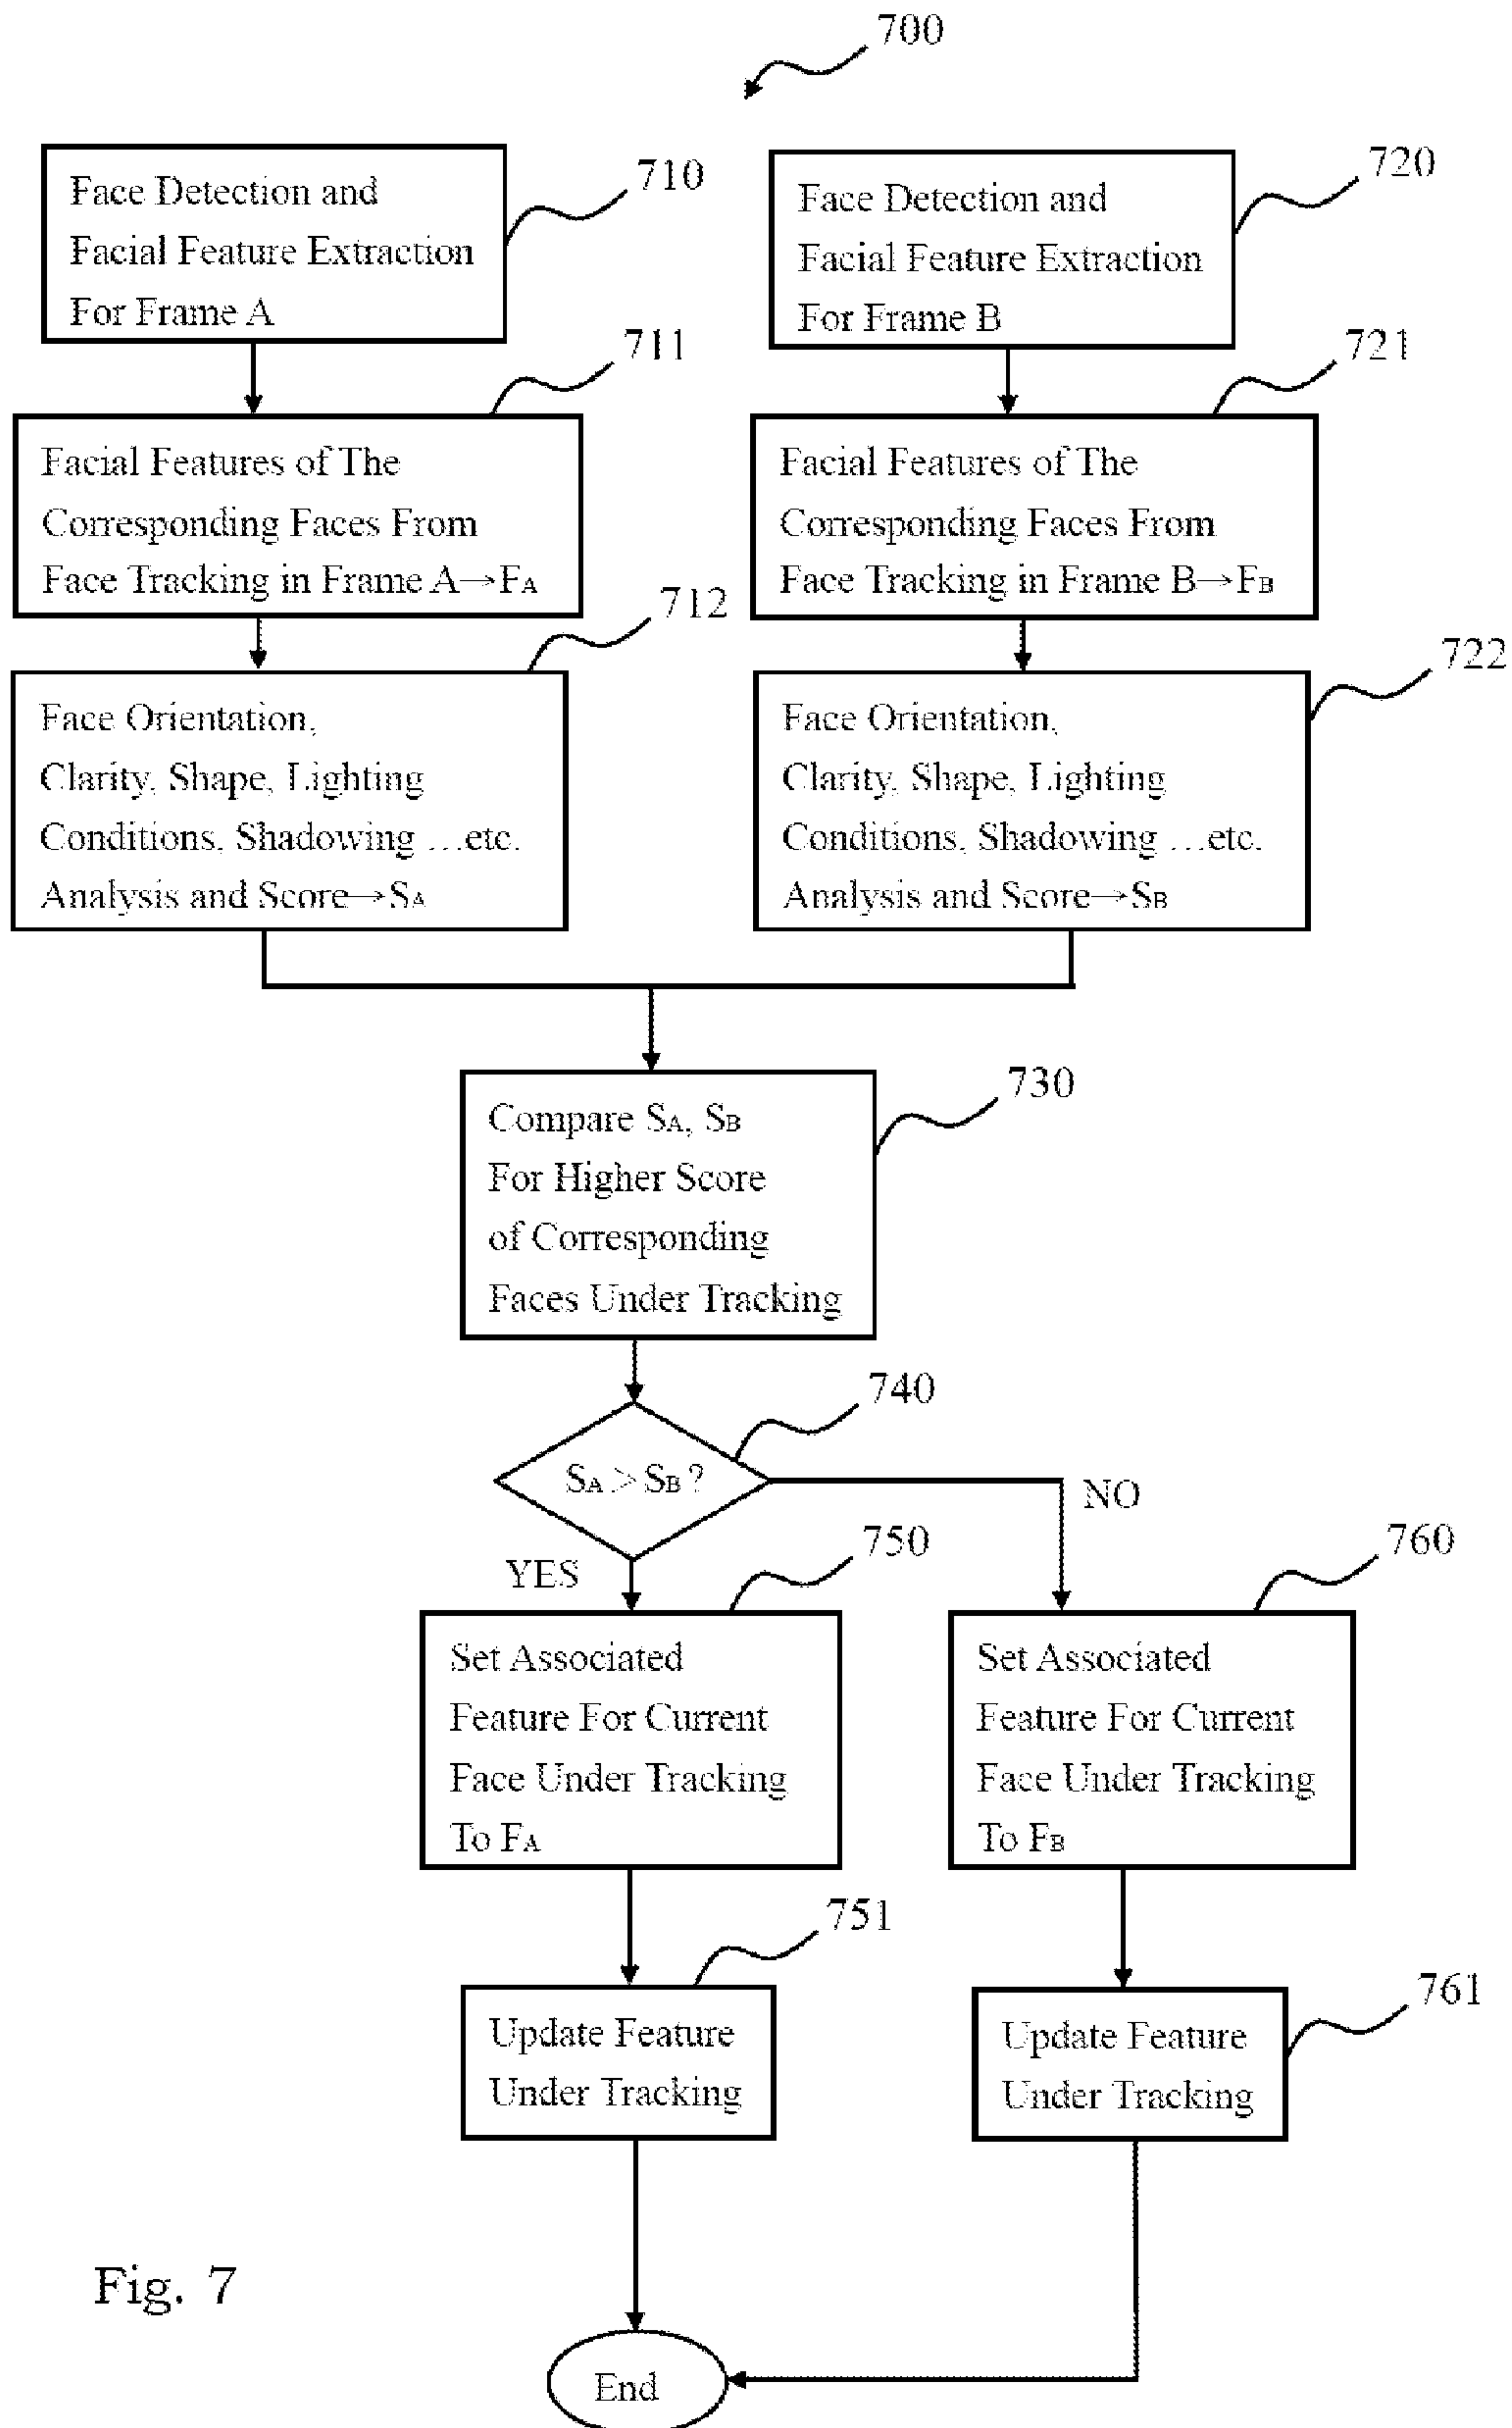 700
Face Detection and
Facial Feature Extraction
For Frame A
710
Face Detection and
Facial Feature Extraction
For Frame B
720
Facial Features of The
Corresponding Faces From
Face Tracking in Frame A→FA
711
Facial Features of The
Corresponding Faces From
Face Tracking in Frame B→FB
721
Face Orientation,
Clarity, Shape, Lighting
Conditions, Shadowing …etc.
Analysis and Score→SA
712
Face Orientation,
Clarity, Shape, Lighting
Conditions, Shadowing …etc.
Analysis and Score→SB
722
Compare SA, SB
For Higher Score
of Corresponding
Faces Under Tracking
730
SA > SB ?
740
YES
NO
Set Associated
Feature For Current
Face Under Tracking
To FA
750
Set Associated
Feature For Current
Face Under Tracking
To FB
760
Update Feature
Under Tracking
751
Update Feature
Under Tracking
761
Fig. 7
End